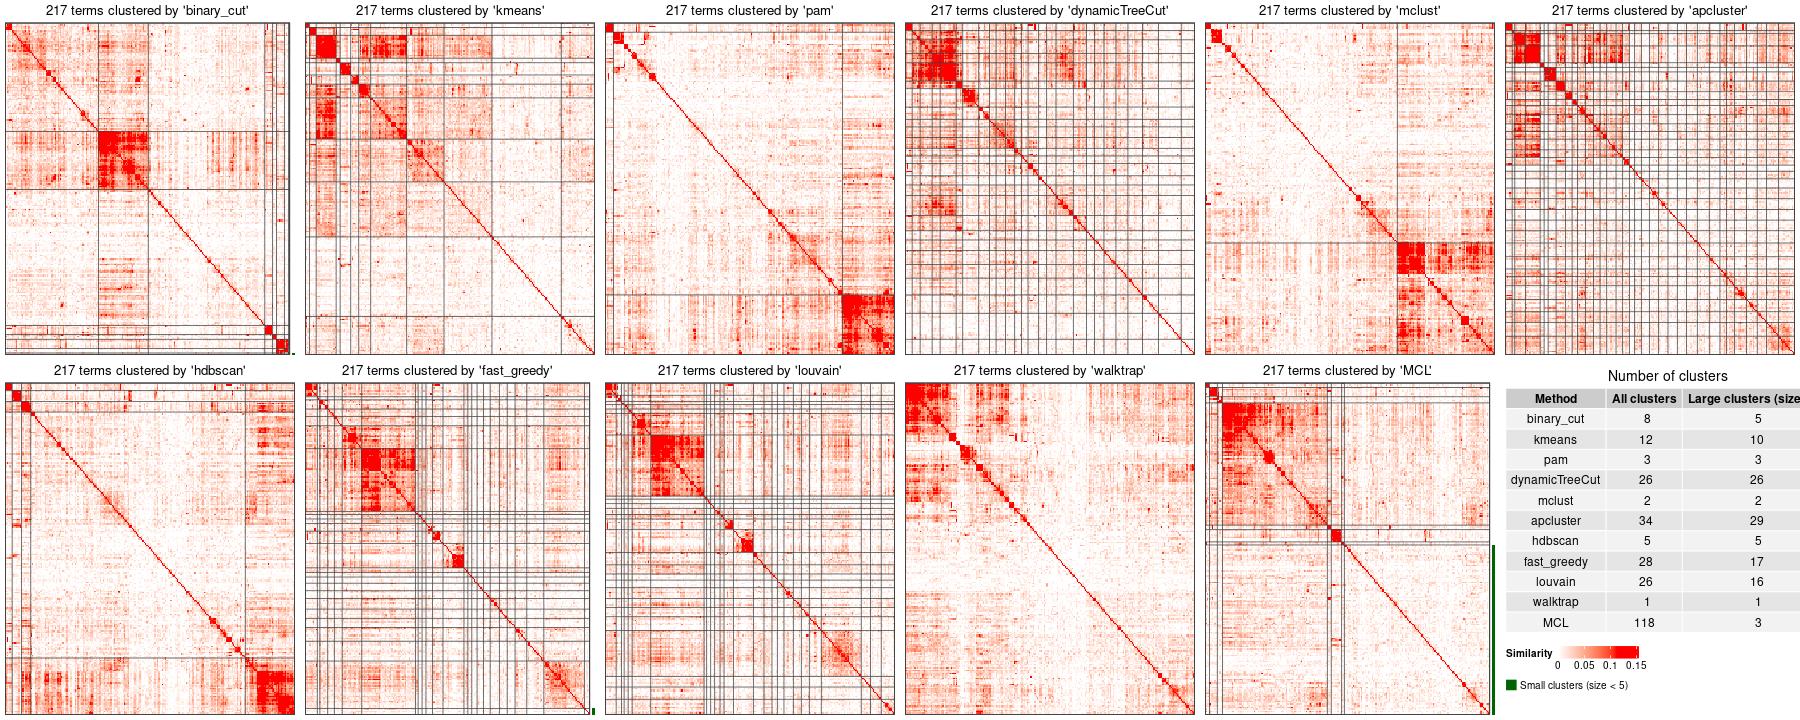 217 terms clustered by 'binary_cut'
217 terms clustered by 'kmeans'
217 terms clustered by 'pam'
217 terms clustered by 'dynamicTreeCut'
217 terms clustered by 'mclust'
217 terms clustered by 'apcluster'
217 terms clustered by 'hdbscan'
217 terms clustered by 'fast_greedy'
217 terms clustered by 'louvain'
217 terms clustered by 'walktrap'
217 terms clustered by 'MCL'
Number of clusters
Method All clusters Large clusters (size
binary_cut 8 5
kmeans 12 10
pam 3 3
dynamicTreeCut 26 26
mclust 2 2
apcluster 34 29
hdbscan 5 5
fast_greedy 28 17
louvain 26 16
walktrap 1 1
MCL 118 3
Similarity
0 0.05 0.1 0.15
Small clusters (size < 5)